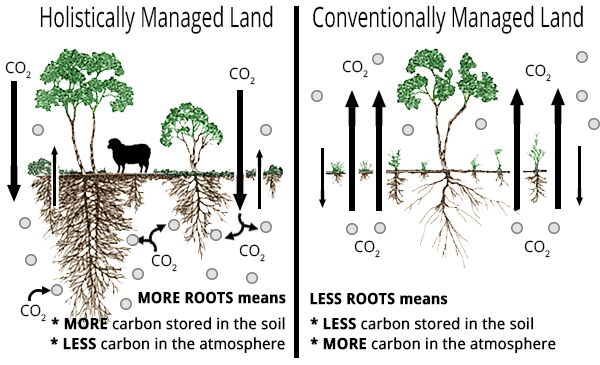 Holistically Managed Land
CO2
CO2
CO2
CO2
CO2
MORE ROOTS means
* MORE carbon stored in the soil
* LESS carbon in the atmosphere
Conventionally Managed Land
CO2
CO2
CO2
CO2
LESS ROOTS means
* LESS carbon stored in the soil
* MORE carbon in the atmosphere